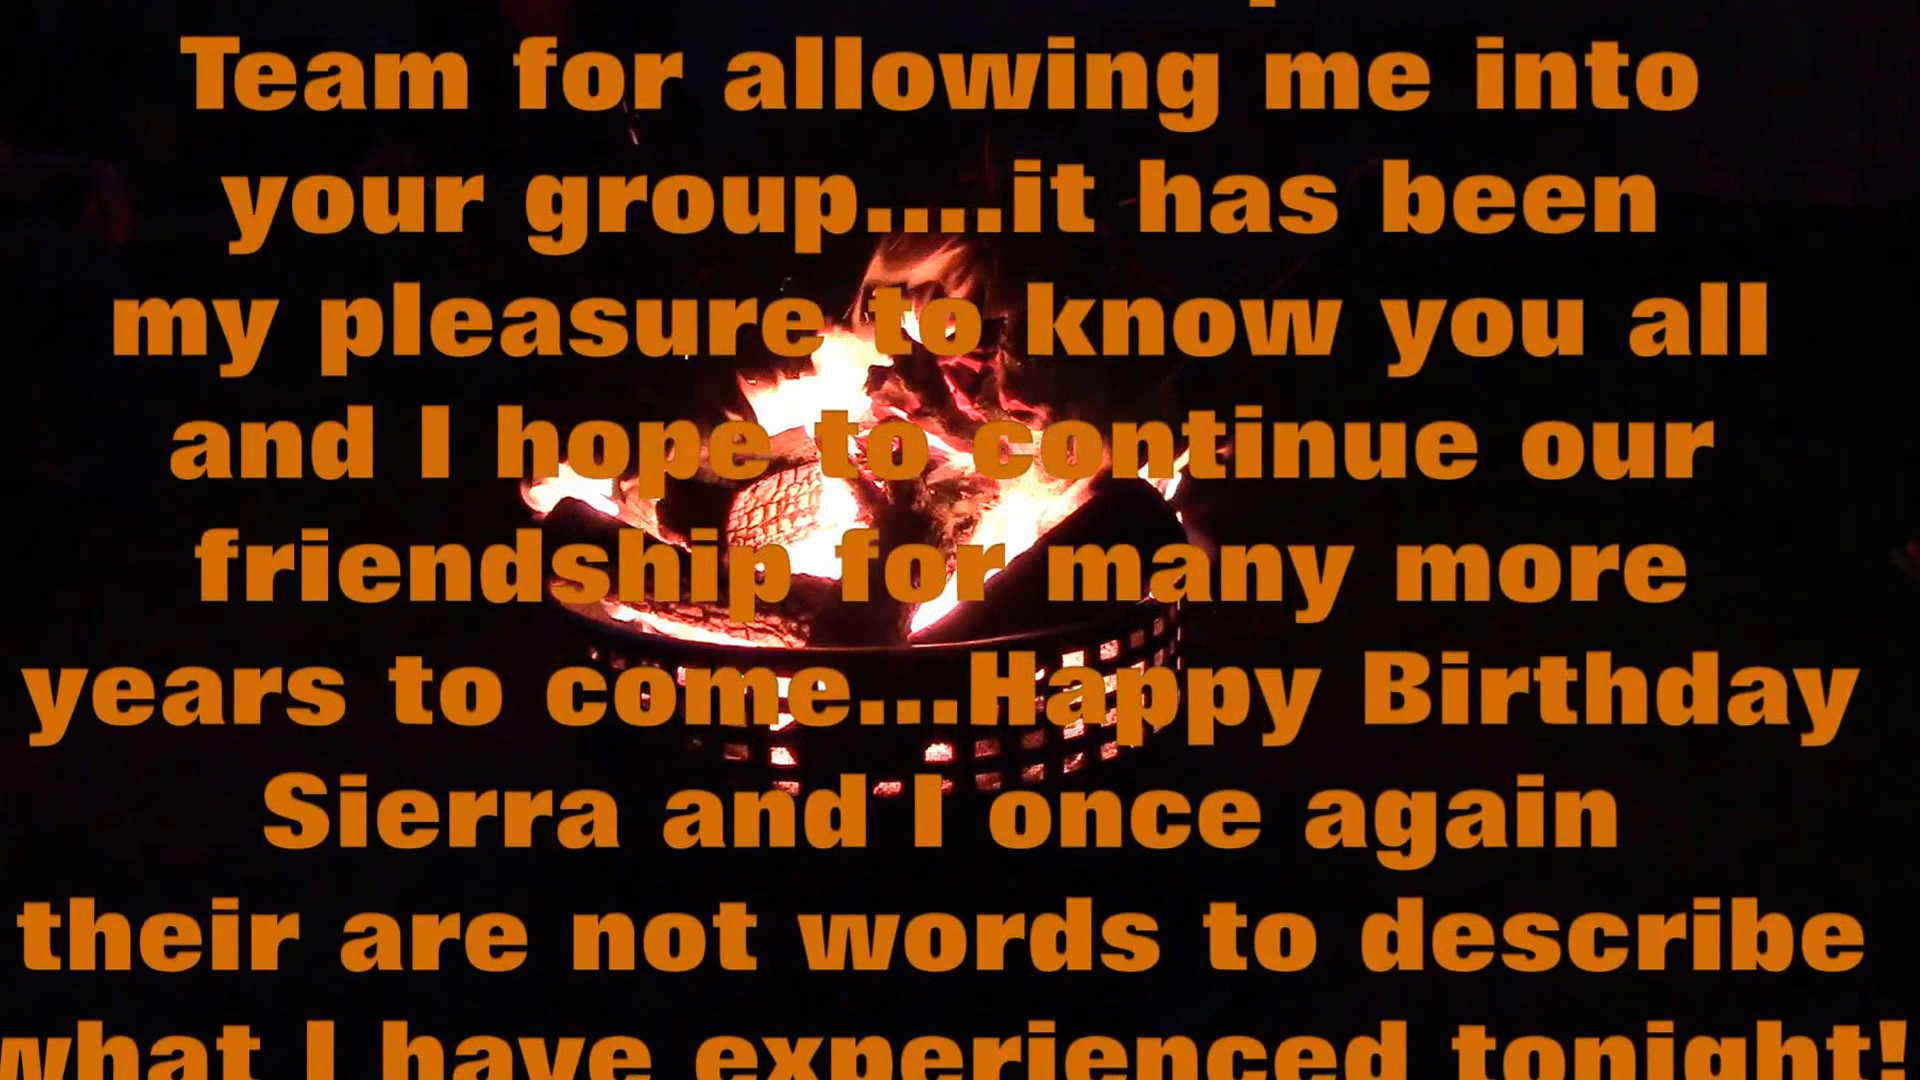 Team for allowing me into
your group....it has been
my pleasure to know you all
and I hope to continue our
friendship for many more
years to come...Happy Birthday
Sierra and I once again
their are not words to describe
what I have experienced tonight!